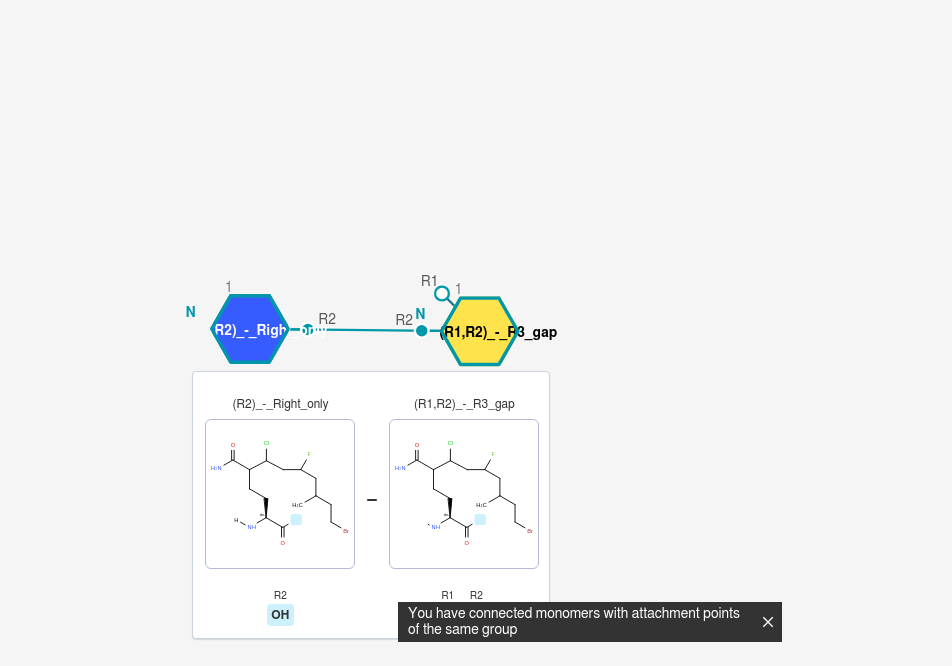 R1
1
1
N
N
R2
R2
R2)_-_Righ
t_only
(R1,R2)_-_R3_gap
(R2)_-_Right_only
(R1,R2)_-_R3_gap
O
Cl
F
H₂N
H₃C
H
NH
O
Br
–
O
Cl
F
H₂N
H₃C
NH
O
Br
R2
R1
R2
OH
You have connected monomers with attachment points
of the same group